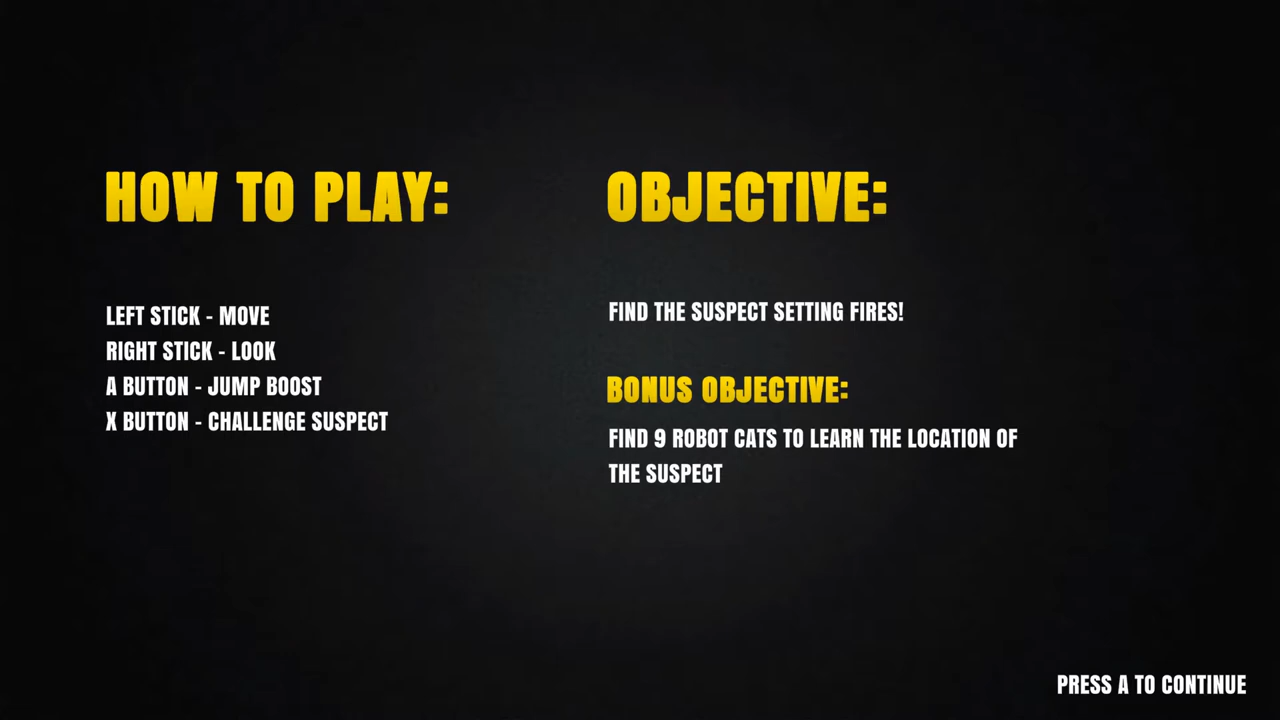 HOW TO PLAY:
LEFT STICK - MOVE
RIGHT STICK - LOOK
A BUTTON - JUMP BOOST
X BUTTON - CHALLENGE SUSPECT
OBJECTIVE:
FIND THE SUSPECT SETTING FIRES!
BONUS OBJECTIVE:
FIND 9 ROBOT CATS TO LEARN THE LOCATION OF
THE SUSPECT
PRESS A TO CONTINUE